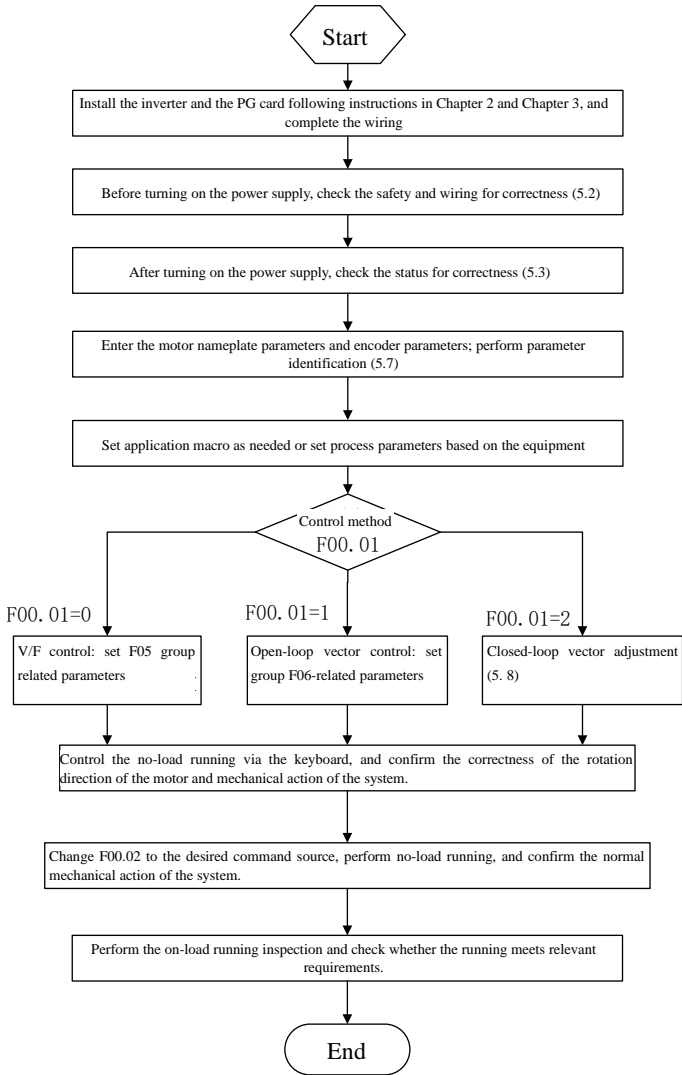 Start
Install the inverter and the PG card following instructions in Chapter 2 and Chapter 3, and
complete the wiring
Before turning on the power supply, check the safety and wiring for correctness (5.2)
After turning on the power supply, check the status for correctness (5.3)
Enter the motor nameplate parameters and encoder parameters; perform parameter
identification (5.7)
Set application macro as needed or set process parameters based on the equipment
Control method
F00.01
F00.01=0
V/F control: set F05 group
related parameters
F00.01=1
Open-loop vector control: set
group F06-related parameters
F00.01=2
Closed-loop vector adjustment
(5. 8)
Control the no-load running via the keyboard, and confirm the correctness of the rotation
direction of the motor and mechanical action of the system.
Change F00.02 to the desired command source, perform no-load running, and confirm the normal
mechanical action of the system.
Perform the on-load running inspection and check whether the running meets relevant
requirements.
End